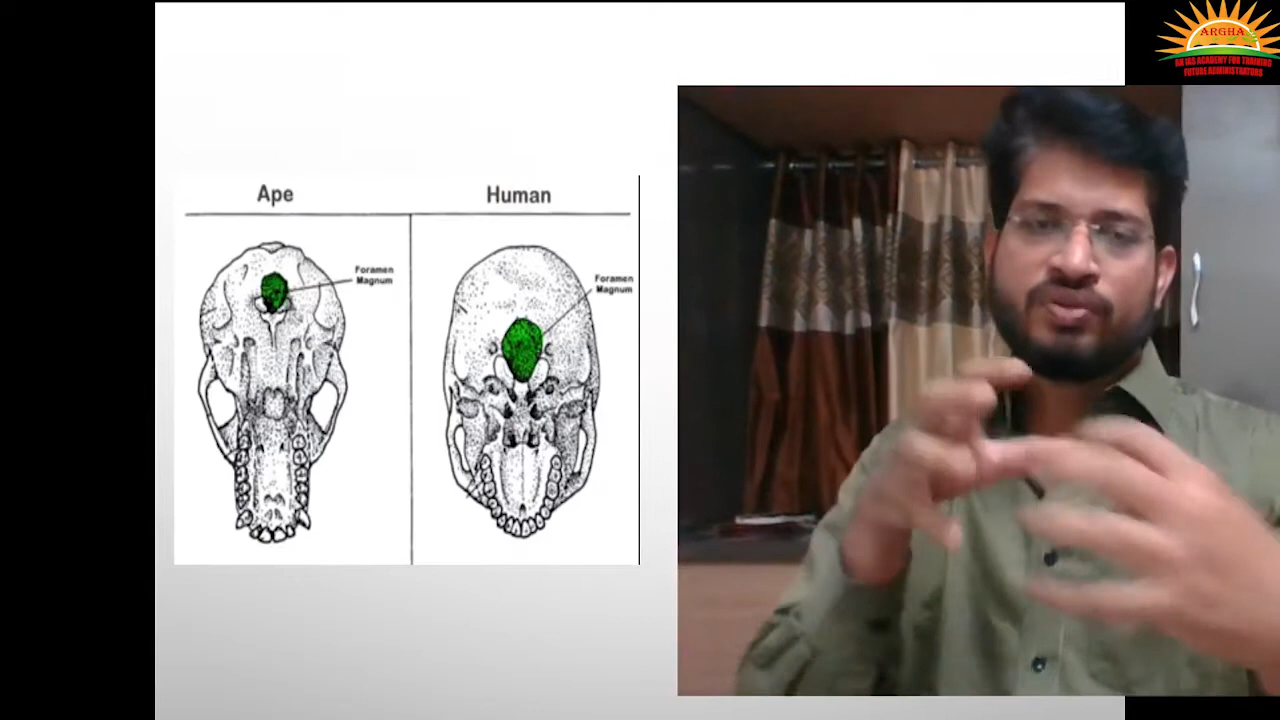 ARGHA
AN IAS ACADEMY FOR TRAINING
FUTURE ADMINISTRATORS
Ape
Human
Foramen
Magnum
Foramen
Magnum